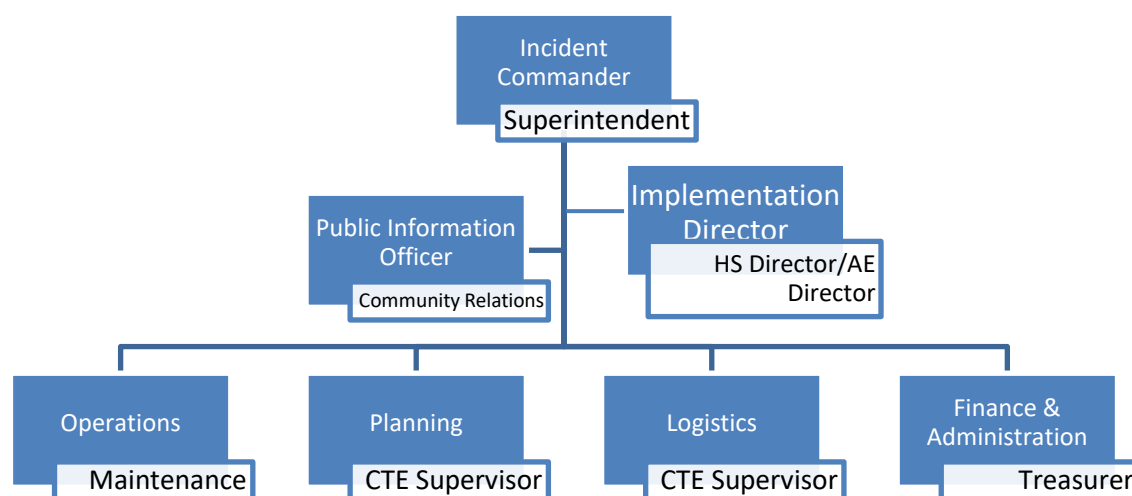 Incident
Commander
Superintendent
Implementation
Director
HS Director/AE
Director
Public Information
Officer
Community Relations
Operations
Maintenance
Planning
CTE Supervisor
Logistics
CTE Supervisor
Finance &
Administration
Treasurer